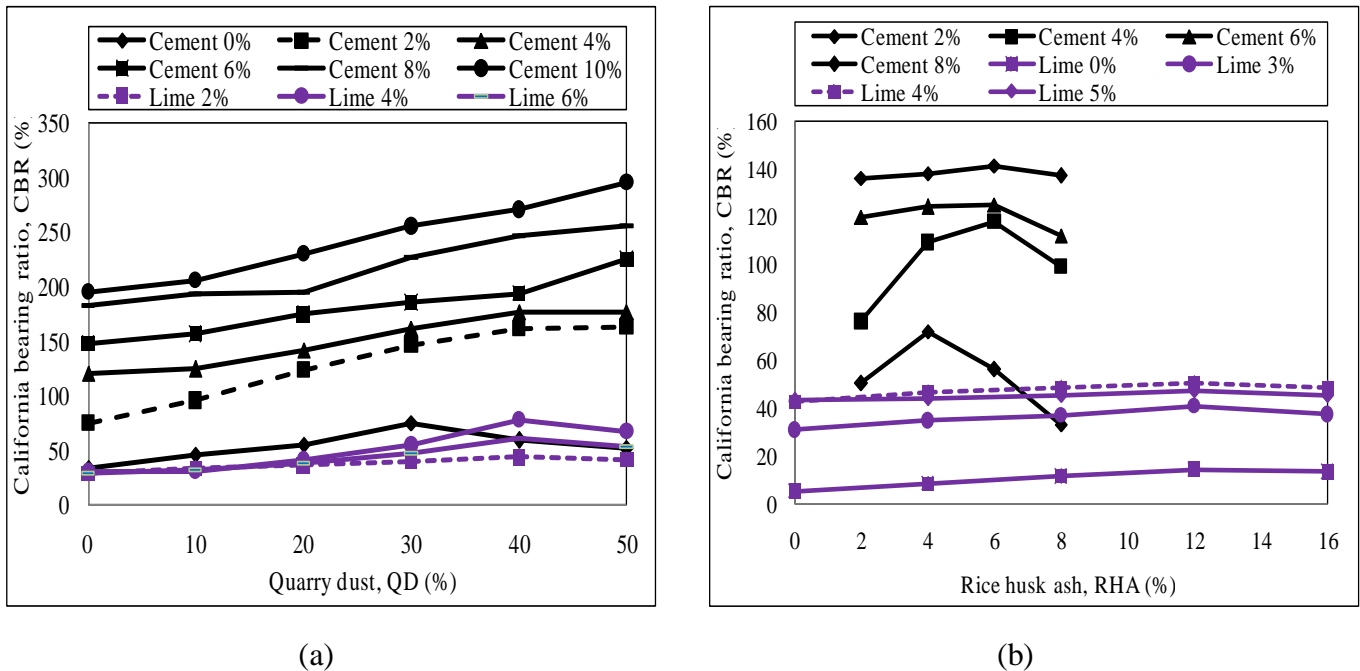 Cement 0% Cement 2% Cement 4%
Cement 6% Cement 8% Cement 10%
Lime 2% Lime 4% Lime 6%
California bearing ratio, CBR (%
350
300
250
200
150
100
50
0
0 10 20 30 40 50
Quarry dust, QD (%)
(a)
Cement 2% Cement 4% Cement 6%
Cement 8% Lime 0% Lime 3%
Lime 4% Lime 5%
California bearing ratio, CBR (%
160
140
120
100
80
60
40
20
0
0 2 4 6 8 10 12 14 16
Rice husk ash, RHA (%)
(b)